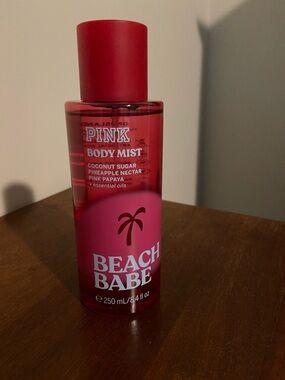 PINK
BODY MIST
COCONUT SUGAR
PINEAPPLE NECTAR
PINK PAPAYA
+ essential oils
BEACH
BABE
℮ 250 mL/8.4 fl oz